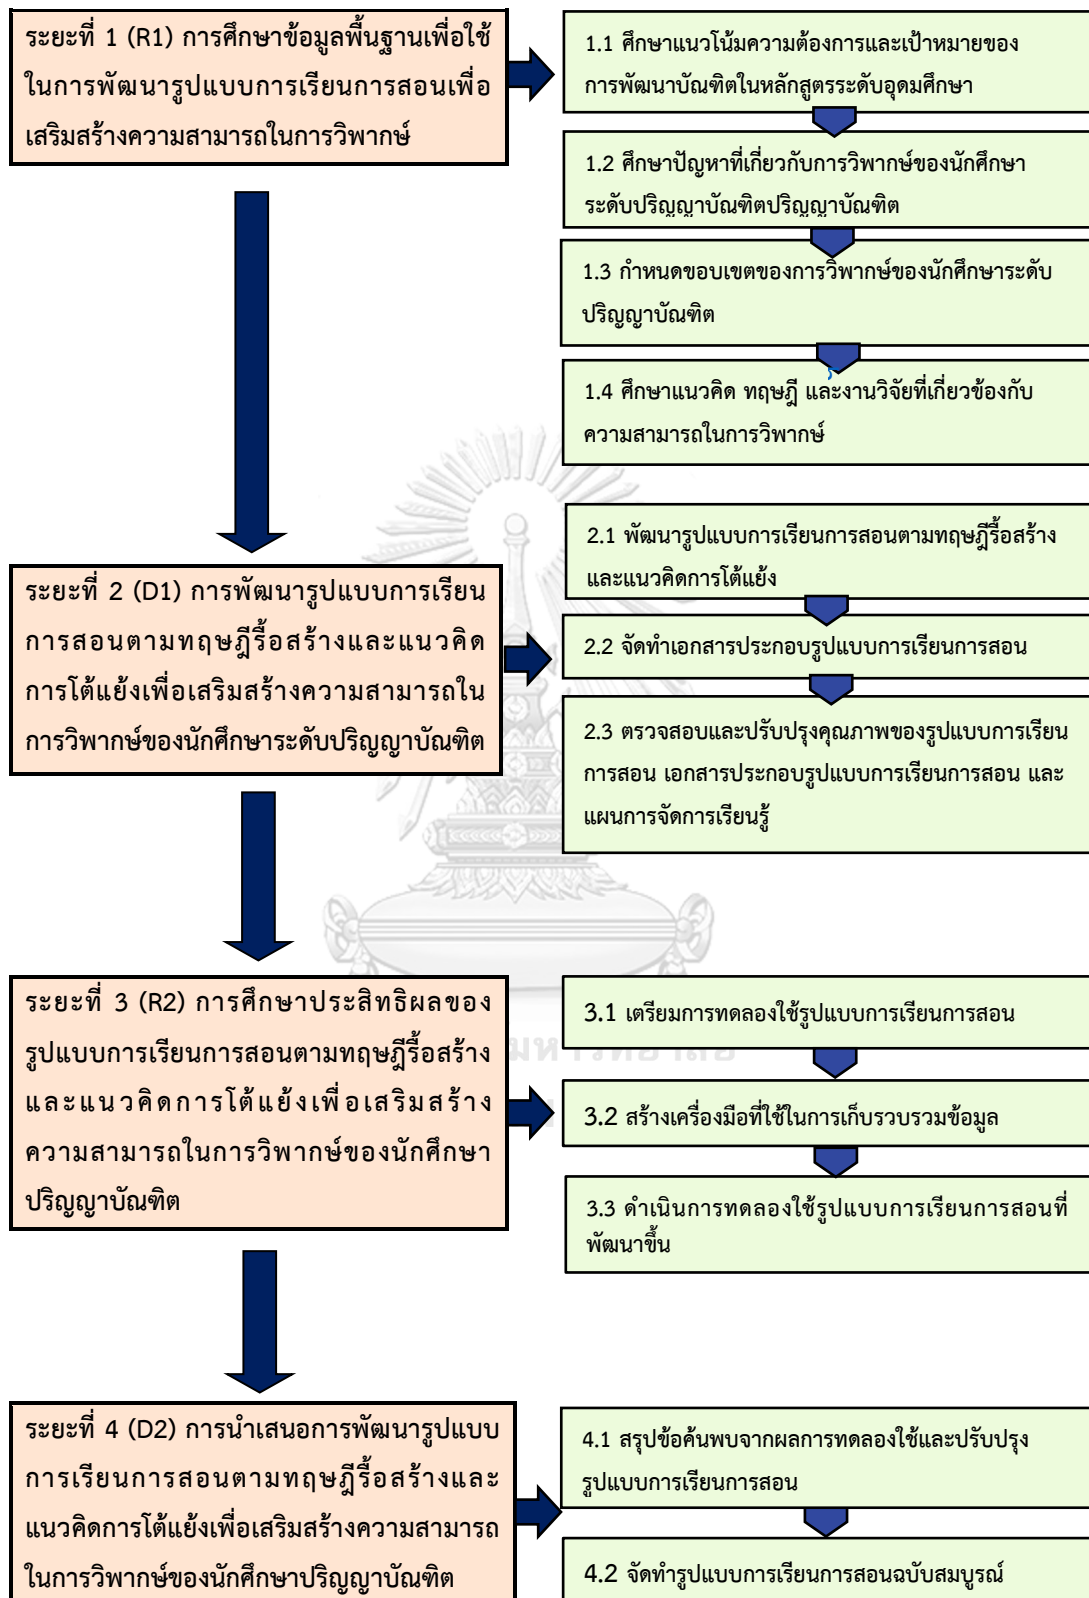 ระยะที่ 1 (R1) การศึกษาข้อมูลพื้นฐานเพื่อใช้
ในการพัฒนารูปแบบการเรียนการสอนเพื่อ
เสริมสร้างความสามารถในการวิพากษ์
1.1 ศึกษาแนวโน้มความต้องการและเป้าหมายของ
การพัฒนาบัณฑิตในหลักสูตรระดับอุดมศึกษา
1.2 ศึกษาปัญหาที่เกี่ยวกับการวิพากษ์ของนักศึกษา
ระดับปริญญาบัณฑิตปริญญาบัณฑิต
1.3 กำหนดขอบเขตของการวิพากษ์ของนักศึกษาระดับ
ปริญญาบัณฑิต
1.4 ศึกษาแนวคิด ทฤษฎี และงานวิจัยที่เกี่ยวข้องกับ
ความสามารถในการวิพากษ์
ระยะที่ 2 (D1) การพัฒนารูปแบบการเรียน
การสอนตามทฤษฎีรื้อสร้างและแนวคิด
การโต้แย้งเพื่อเสริมสร้างความสามารถใน
การวิพากษ์ของนักศึกษาระดับปริญญาบัณฑิต
2.1 พัฒนารูปแบบการเรียนการสอนตามทฤษฎีรื้อสร้าง
และแนวคิดการโต้แย้ง
2.2 จัดทำเอกสารประกอบรูปแบบการเรียนการสอน
2.3 ตรวจสอบและปรับปรุงคุณภาพของรูปแบบการเรียน
การสอน เอกสารประกอบรูปแบบการเรียนการสอน และ
แผนการจัดการเรียนรู้
ระยะที่ 3 (R2) การศึกษาประสิทธิผลของ
รูปแบบการเรียนการสอนตามทฤษฎีรื้อสร้าง
และแนวคิดการโต้แย้งเพื่อเสริมสร้าง
ความสามารถในการวิพากษ์ของนักศึกษา
ปริญญาบัณฑิต
3.1 เตรียมการทดลองใช้รูปแบบการเรียนการสอน
3.2 สร้างเครื่องมือที่ใช้ในการเก็บรวบรวมข้อมูล
3.3 ดำเนินการทดลองใช้รูปแบบการเรียนการสอนที่
พัฒนาขึ้น
ระยะที่ 4 (D2) การนำเสนอการพัฒนารูปแบบ
การเรียนการสอนตามทฤษฎีรื้อสร้างและ
แนวคิดการโต้แย้งเพื่อเสริมสร้างความสามารถ
ในการวิพากษ์ของนักศึกษาปริญญาบัณฑิต
4.1 สรุปข้อค้นพบจากผลการทดลองใช้และปรับปรุง
รูปแบบการเรียนการสอน
4.2 จัดทำรูปแบบการเรียนการสอนฉบับสมบูรณ์